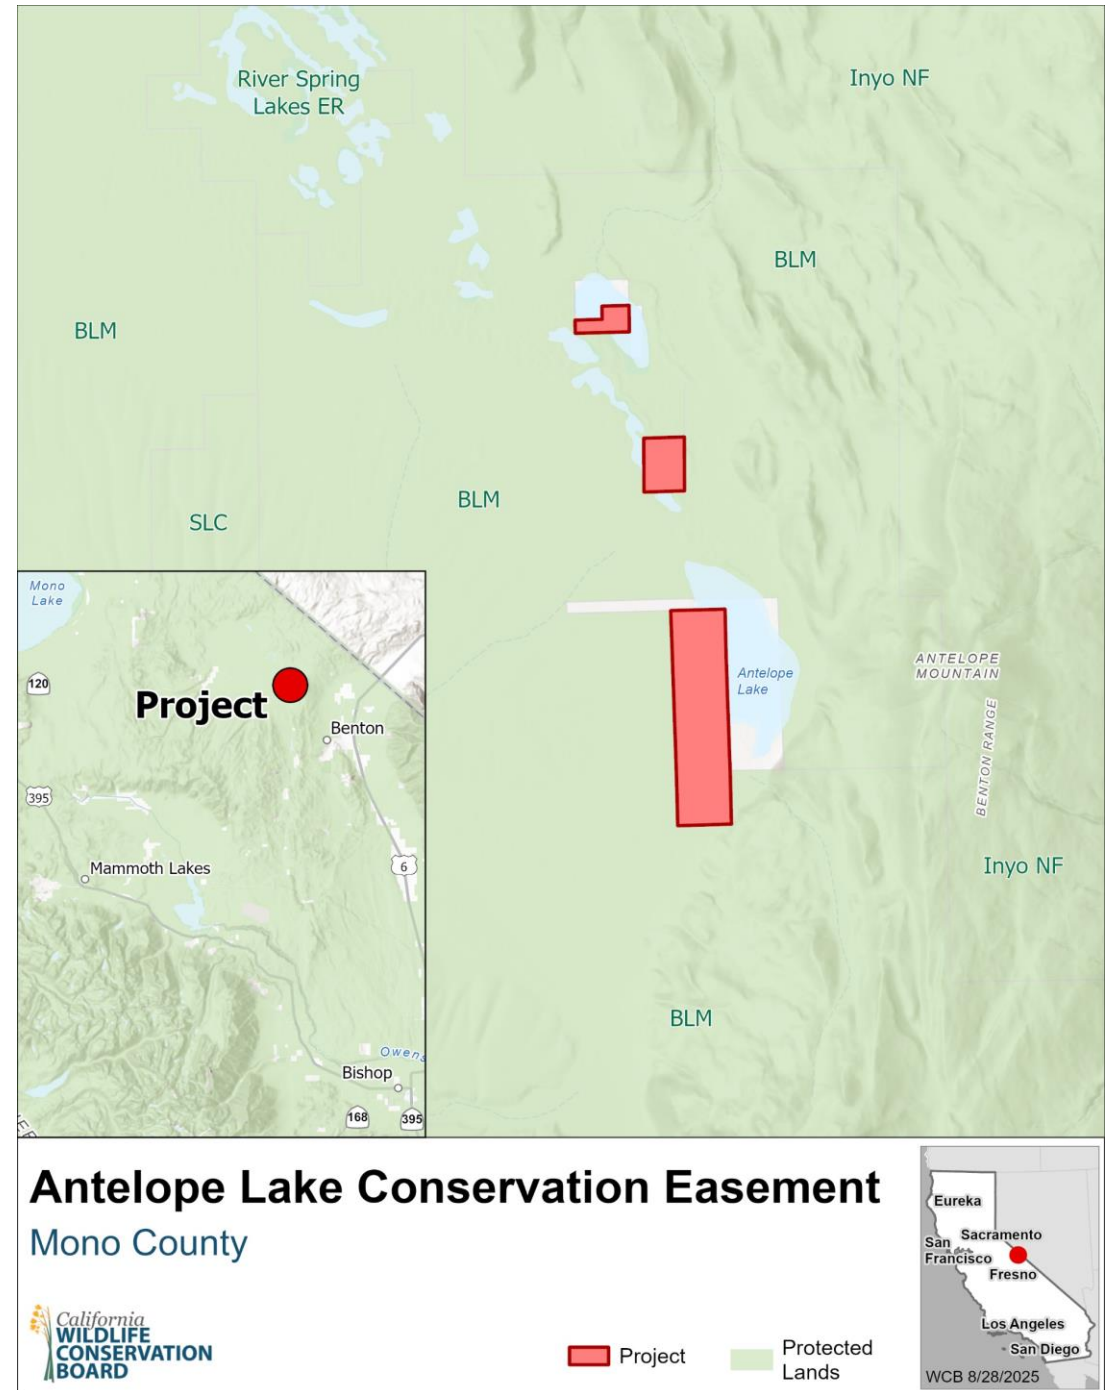 River Spring
Lakes ER
Inyo NF
BLM
BLM
BLM
SLC
Antelope
Lake
ANTELOPE
MOUNTAIN
BENTON RANGE
Inyo NF
BLM
Mono
Lake
120
Project
Benton
395
Mammoth Lakes
6
Owens
Bishop
168
395
Antelope Lake Conservation Easement
Mono County
California
WILDLIFE
CONSERVATION
BOARD
Project
Protected
Lands
Eureka
Sacramento
San
Francisco
Fresno
Los Angeles
San Diego
WCB 8/28/2025